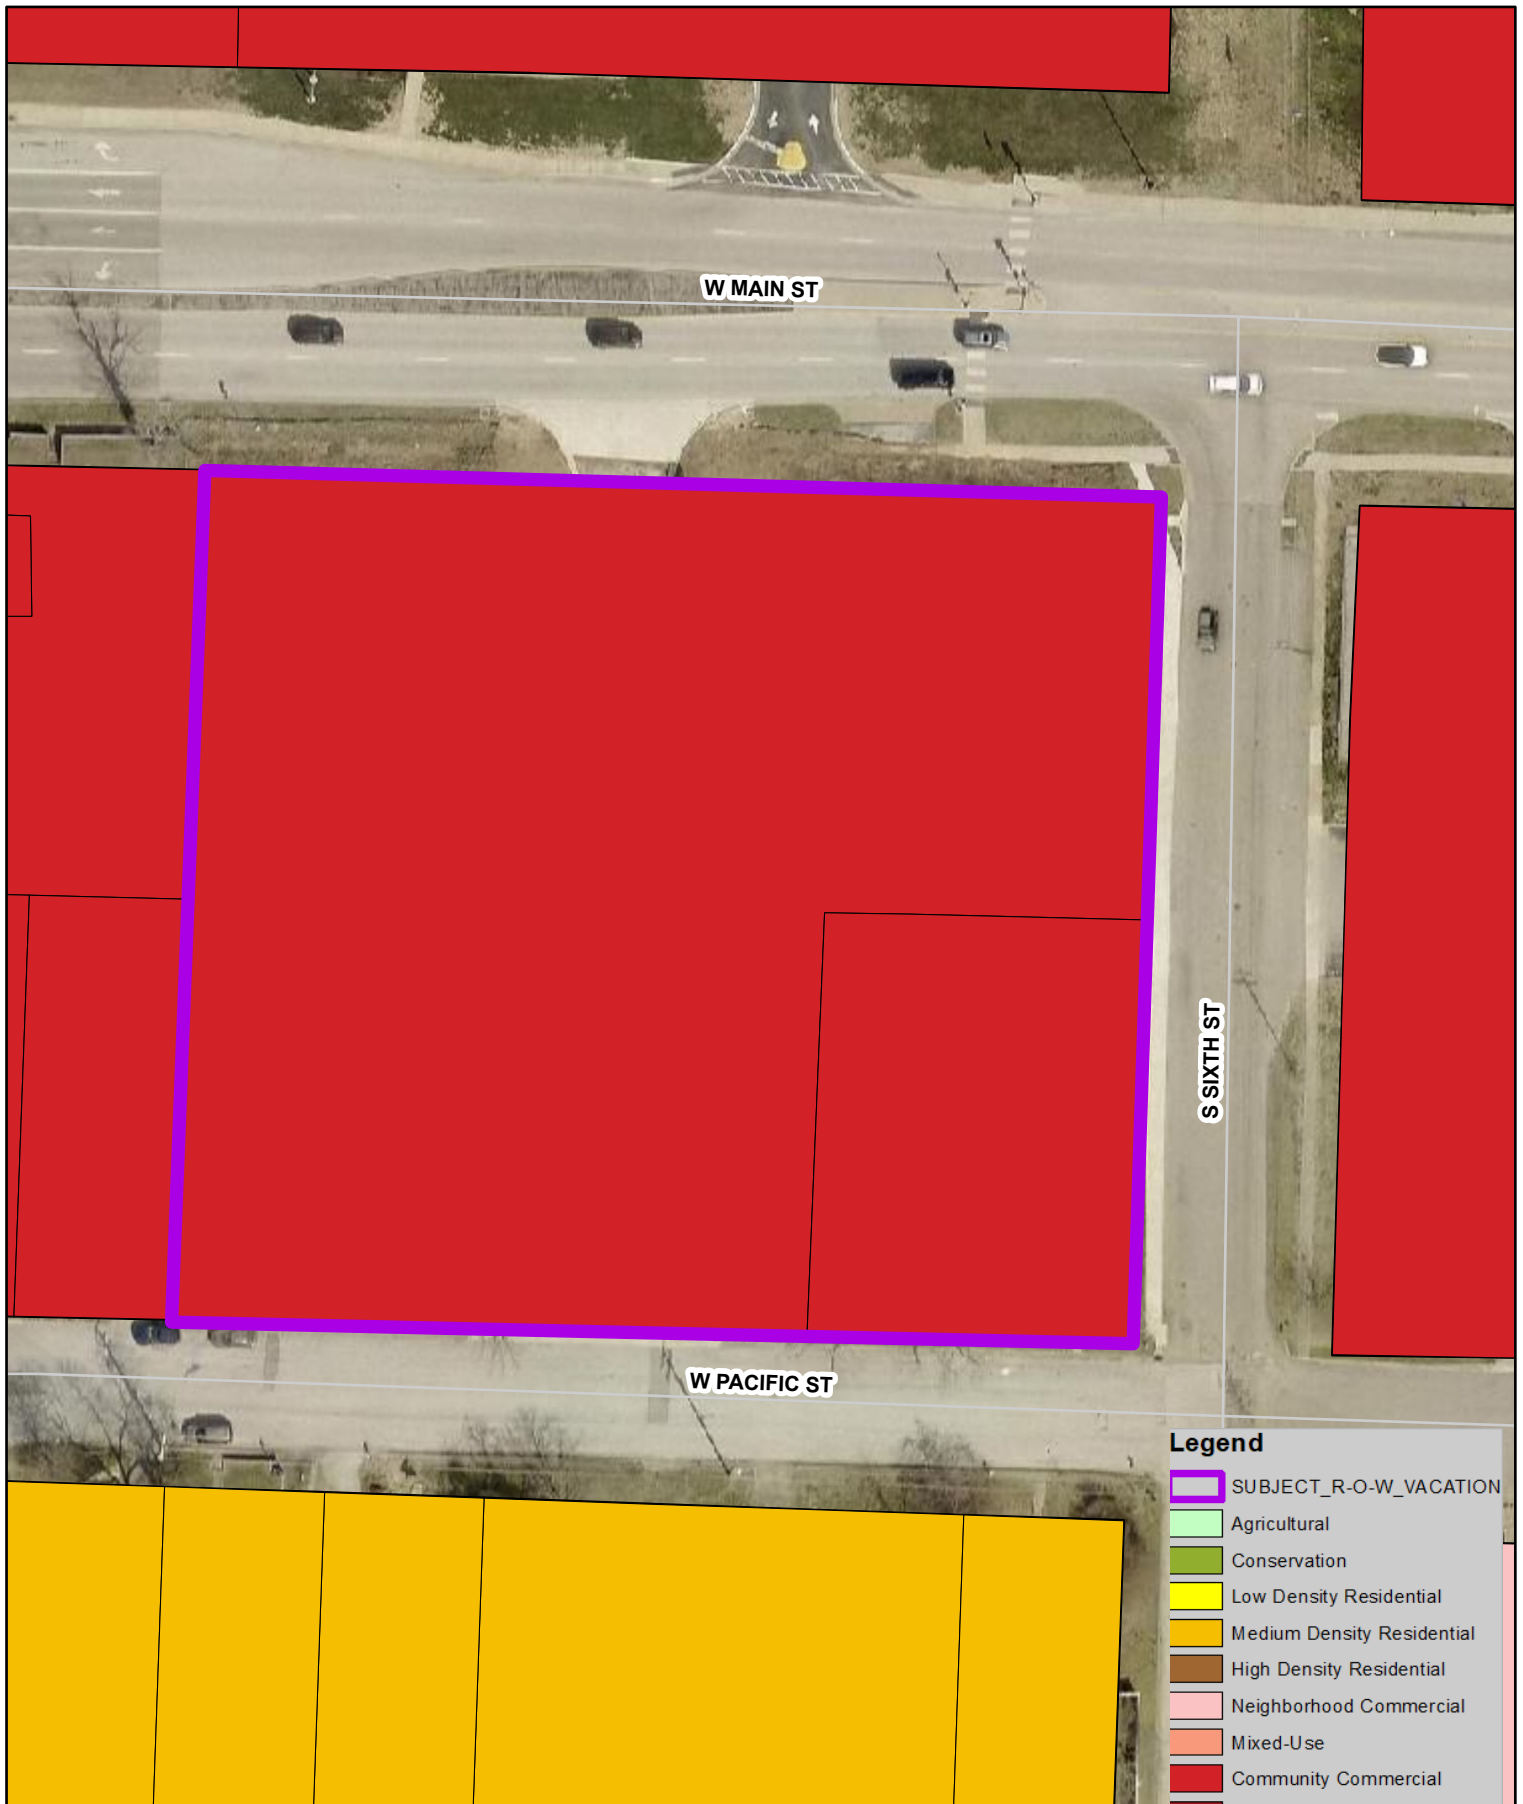 W MAIN ST
S SIXTH ST
W PACIFIC ST
Legend
SUBJECT_R-O-W_VACATION
Agricultural
Conservation
Low Density Residential
Medium Density Residential
High Density Residential
Neighborhood Commercial
Mixed-Use
Community Commercial